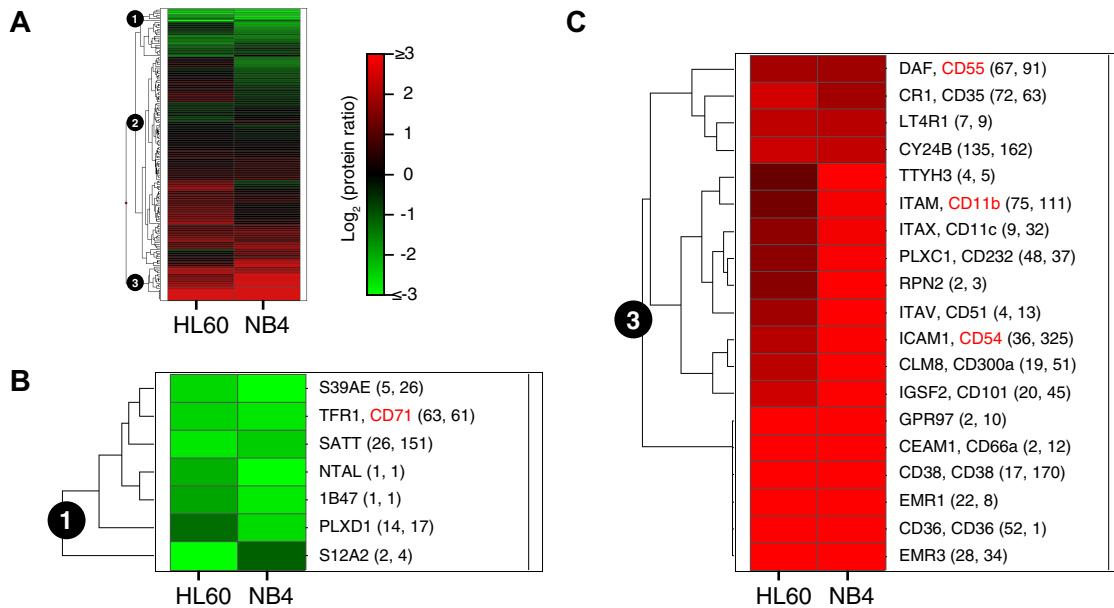 A
1
2
3
HL60 NB4
Log2 (protein ratio)
≥3
2
1
0
-1
-2
≤-3
B
1
S39AE (5, 26)
TFR1, CD71 (63, 61)
SATT (26, 151)
NTAL (1, 1)
1B47 (1, 1)
PLXD1 (14, 17)
S12A2 (2, 4)
HL60 NB4
C
3
DAF, CD55 (67, 91)
CR1, CD35 (72, 63)
LT4R1 (7, 9)
CY24B (135, 162)
TTYH3 (4, 5)
ITAM, CD11b (75, 111)
ITAX, CD11c (9, 32)
PLXC1, CD232 (48, 37)
RPN2 (2, 3)
ITAV, CD51 (4, 13)
ICAM1, CD54 (36, 325)
CLM8, CD300a (19, 51)
IGSF2, CD101 (20, 45)
GPR97 (2, 10)
CEAM1, CD66a (2, 12)
CD38, CD38 (17, 170)
EMR1 (22, 8)
CD36, CD36 (52, 1)
EMR3 (28, 34)
HL60 NB4